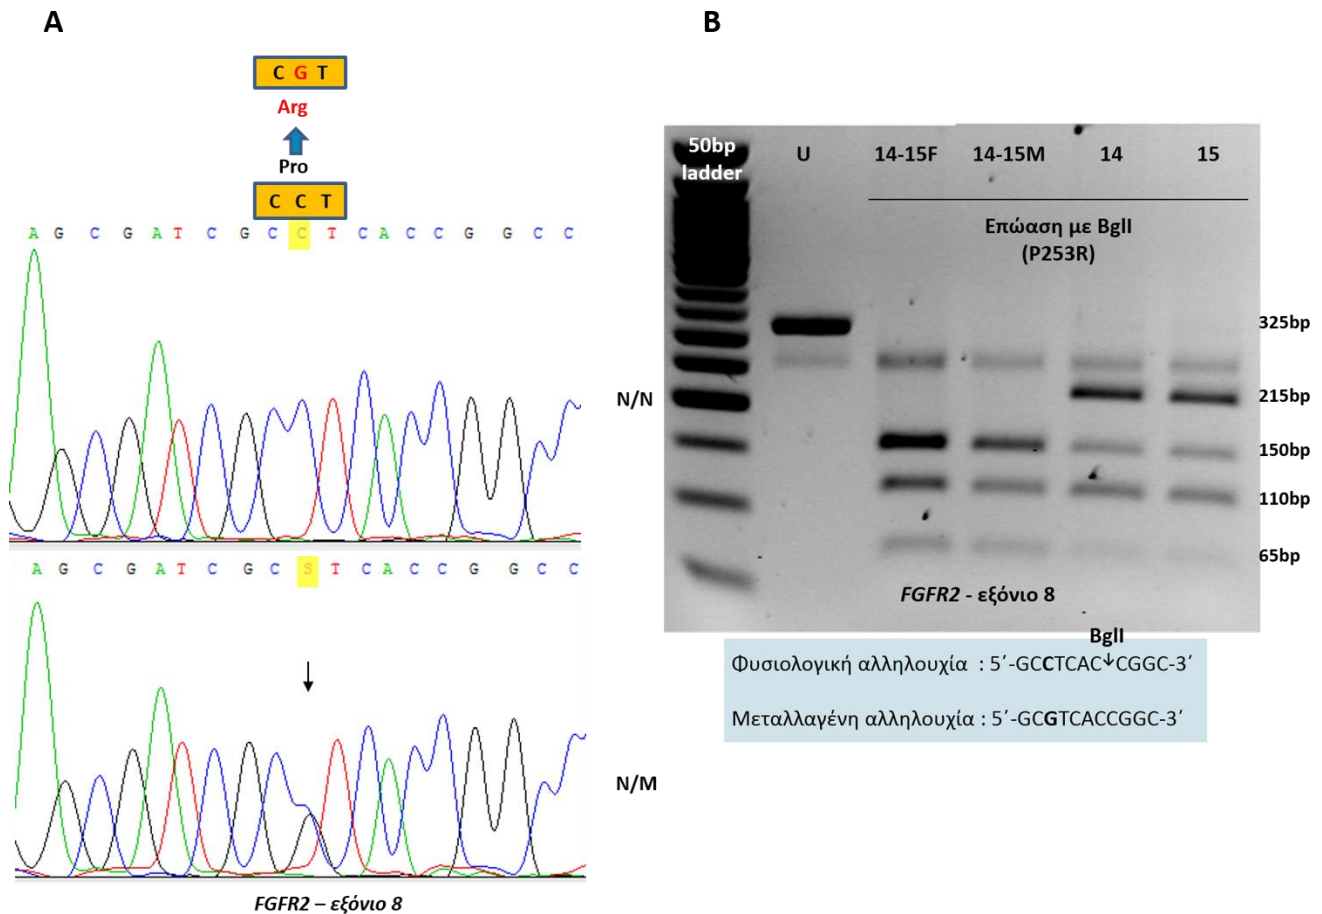 A
C G T
Arg
Pro
C C T
A G C G A T C G C C T C A C C G G C C
N/N
A G C G A T C G C S T C A C C G G C C
N/M
FGFR2 – εξόνιο 8
B
50bp
ladder
U 14-15F 14-15M 14 15
Επώαση με BglI
(P253R)
325bp
215bp
150bp
110bp
65bp
FGFR2 - εξόνιο 8
BglI
Φυσιολογική αλληλουχία : 5΄-GCCTCAC↓CGGC-3΄
Μεταλλαγένη αλληλουχία : 5΄-GCGTCACCGGC-3΄